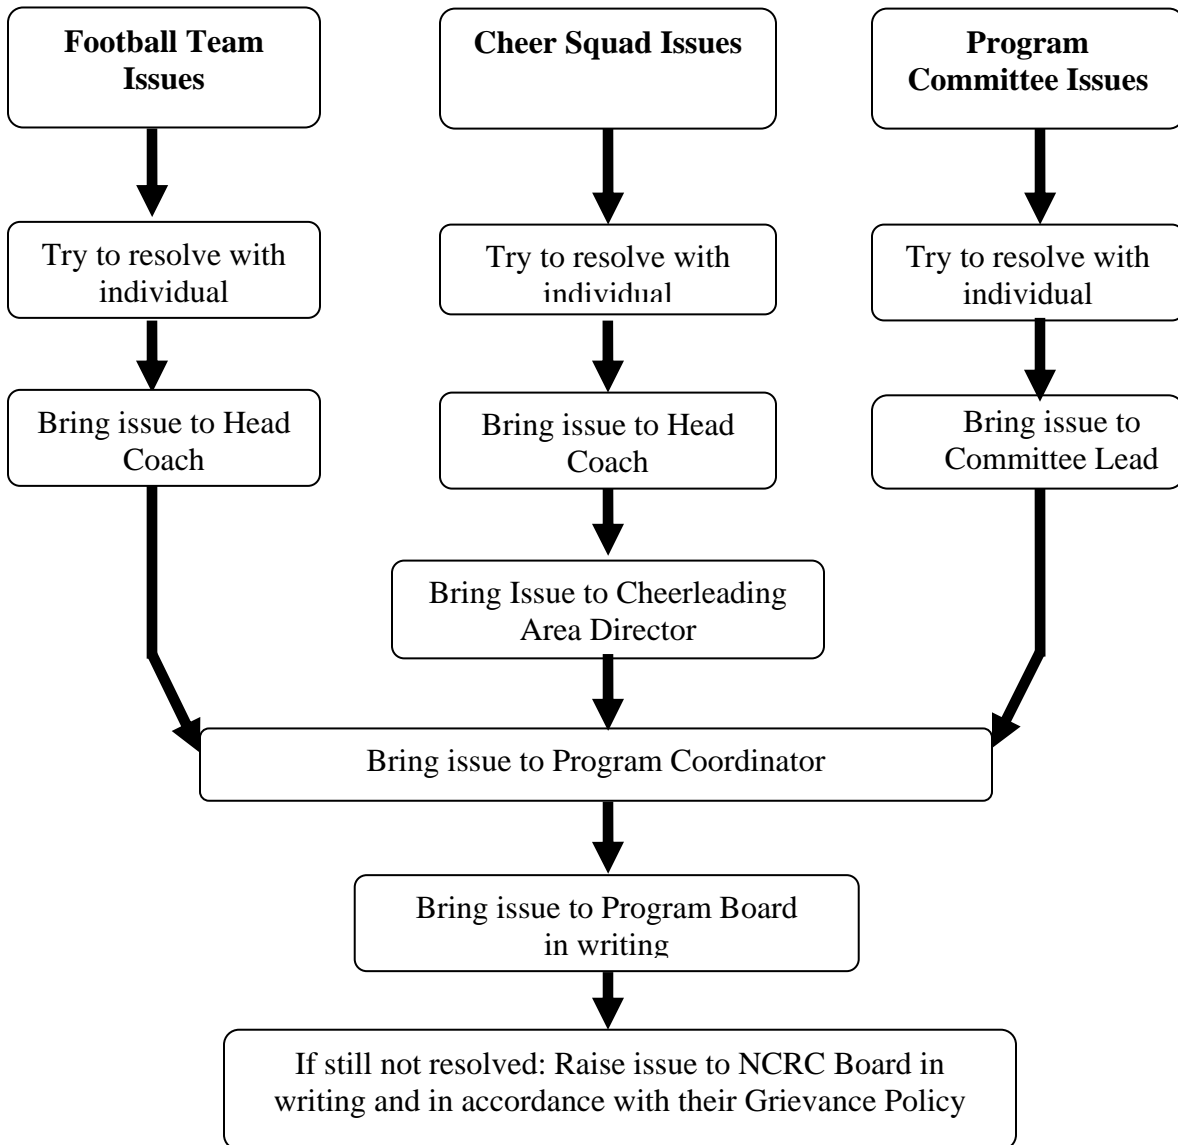 Football Team
Issues
Cheer Squad Issues
Program
Committee Issues
Try to resolve with
individual
Try to resolve with
individual
Try to resolve with
individual
Bring issue to Head
Coach
Bring issue to Head
Coach
Bring issue to
Committee Lead
Bring Issue to Cheerleading
Area Director
Bring issue to Program Coordinator
Bring issue to Program Board
in writing
If still not resolved: Raise issue to NCRC Board in
writing and in accordance with their Grievance Policy